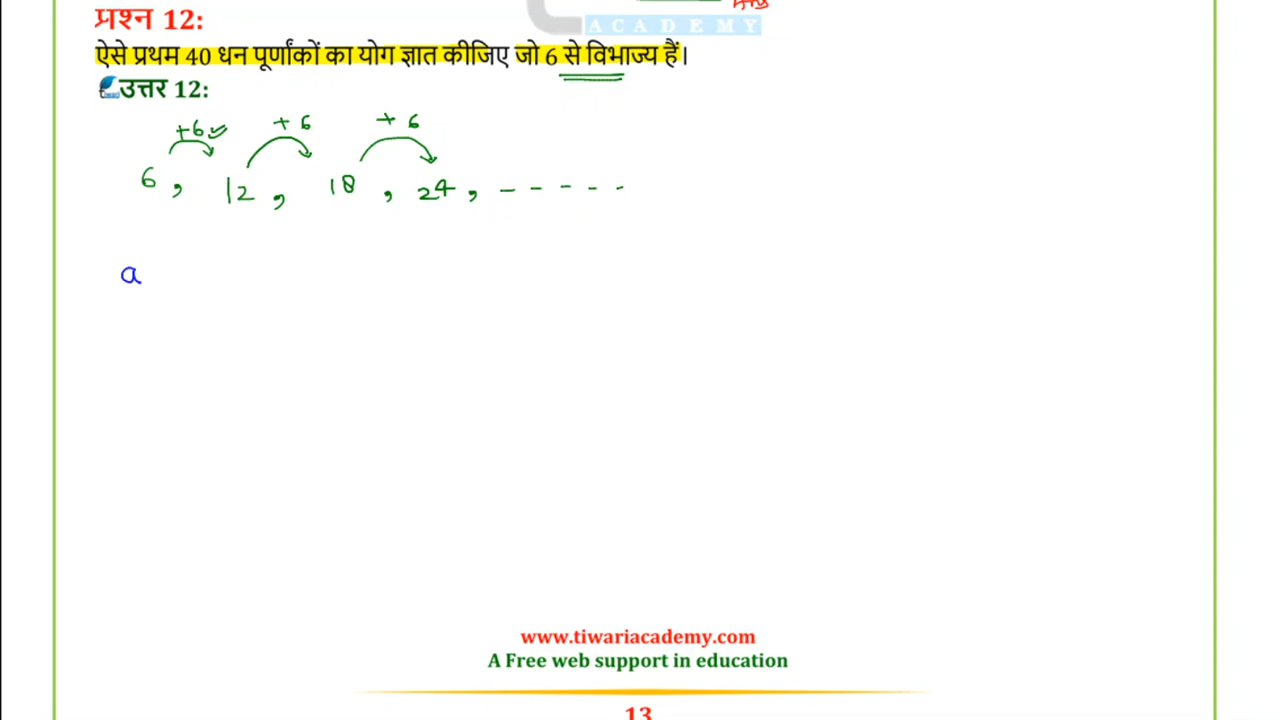 ACADEMY
प्रश्न 12:
ऐसे प्रथम 40 धन पूर्णांकों का योग ज्ञात कीजिए जो 6 से विभाज्य हैं।
उत्तर 12:
+6 +6 +6
6, 12, 18, 24, -----
a
www.tiwariacademy.com
A Free web support in education
13